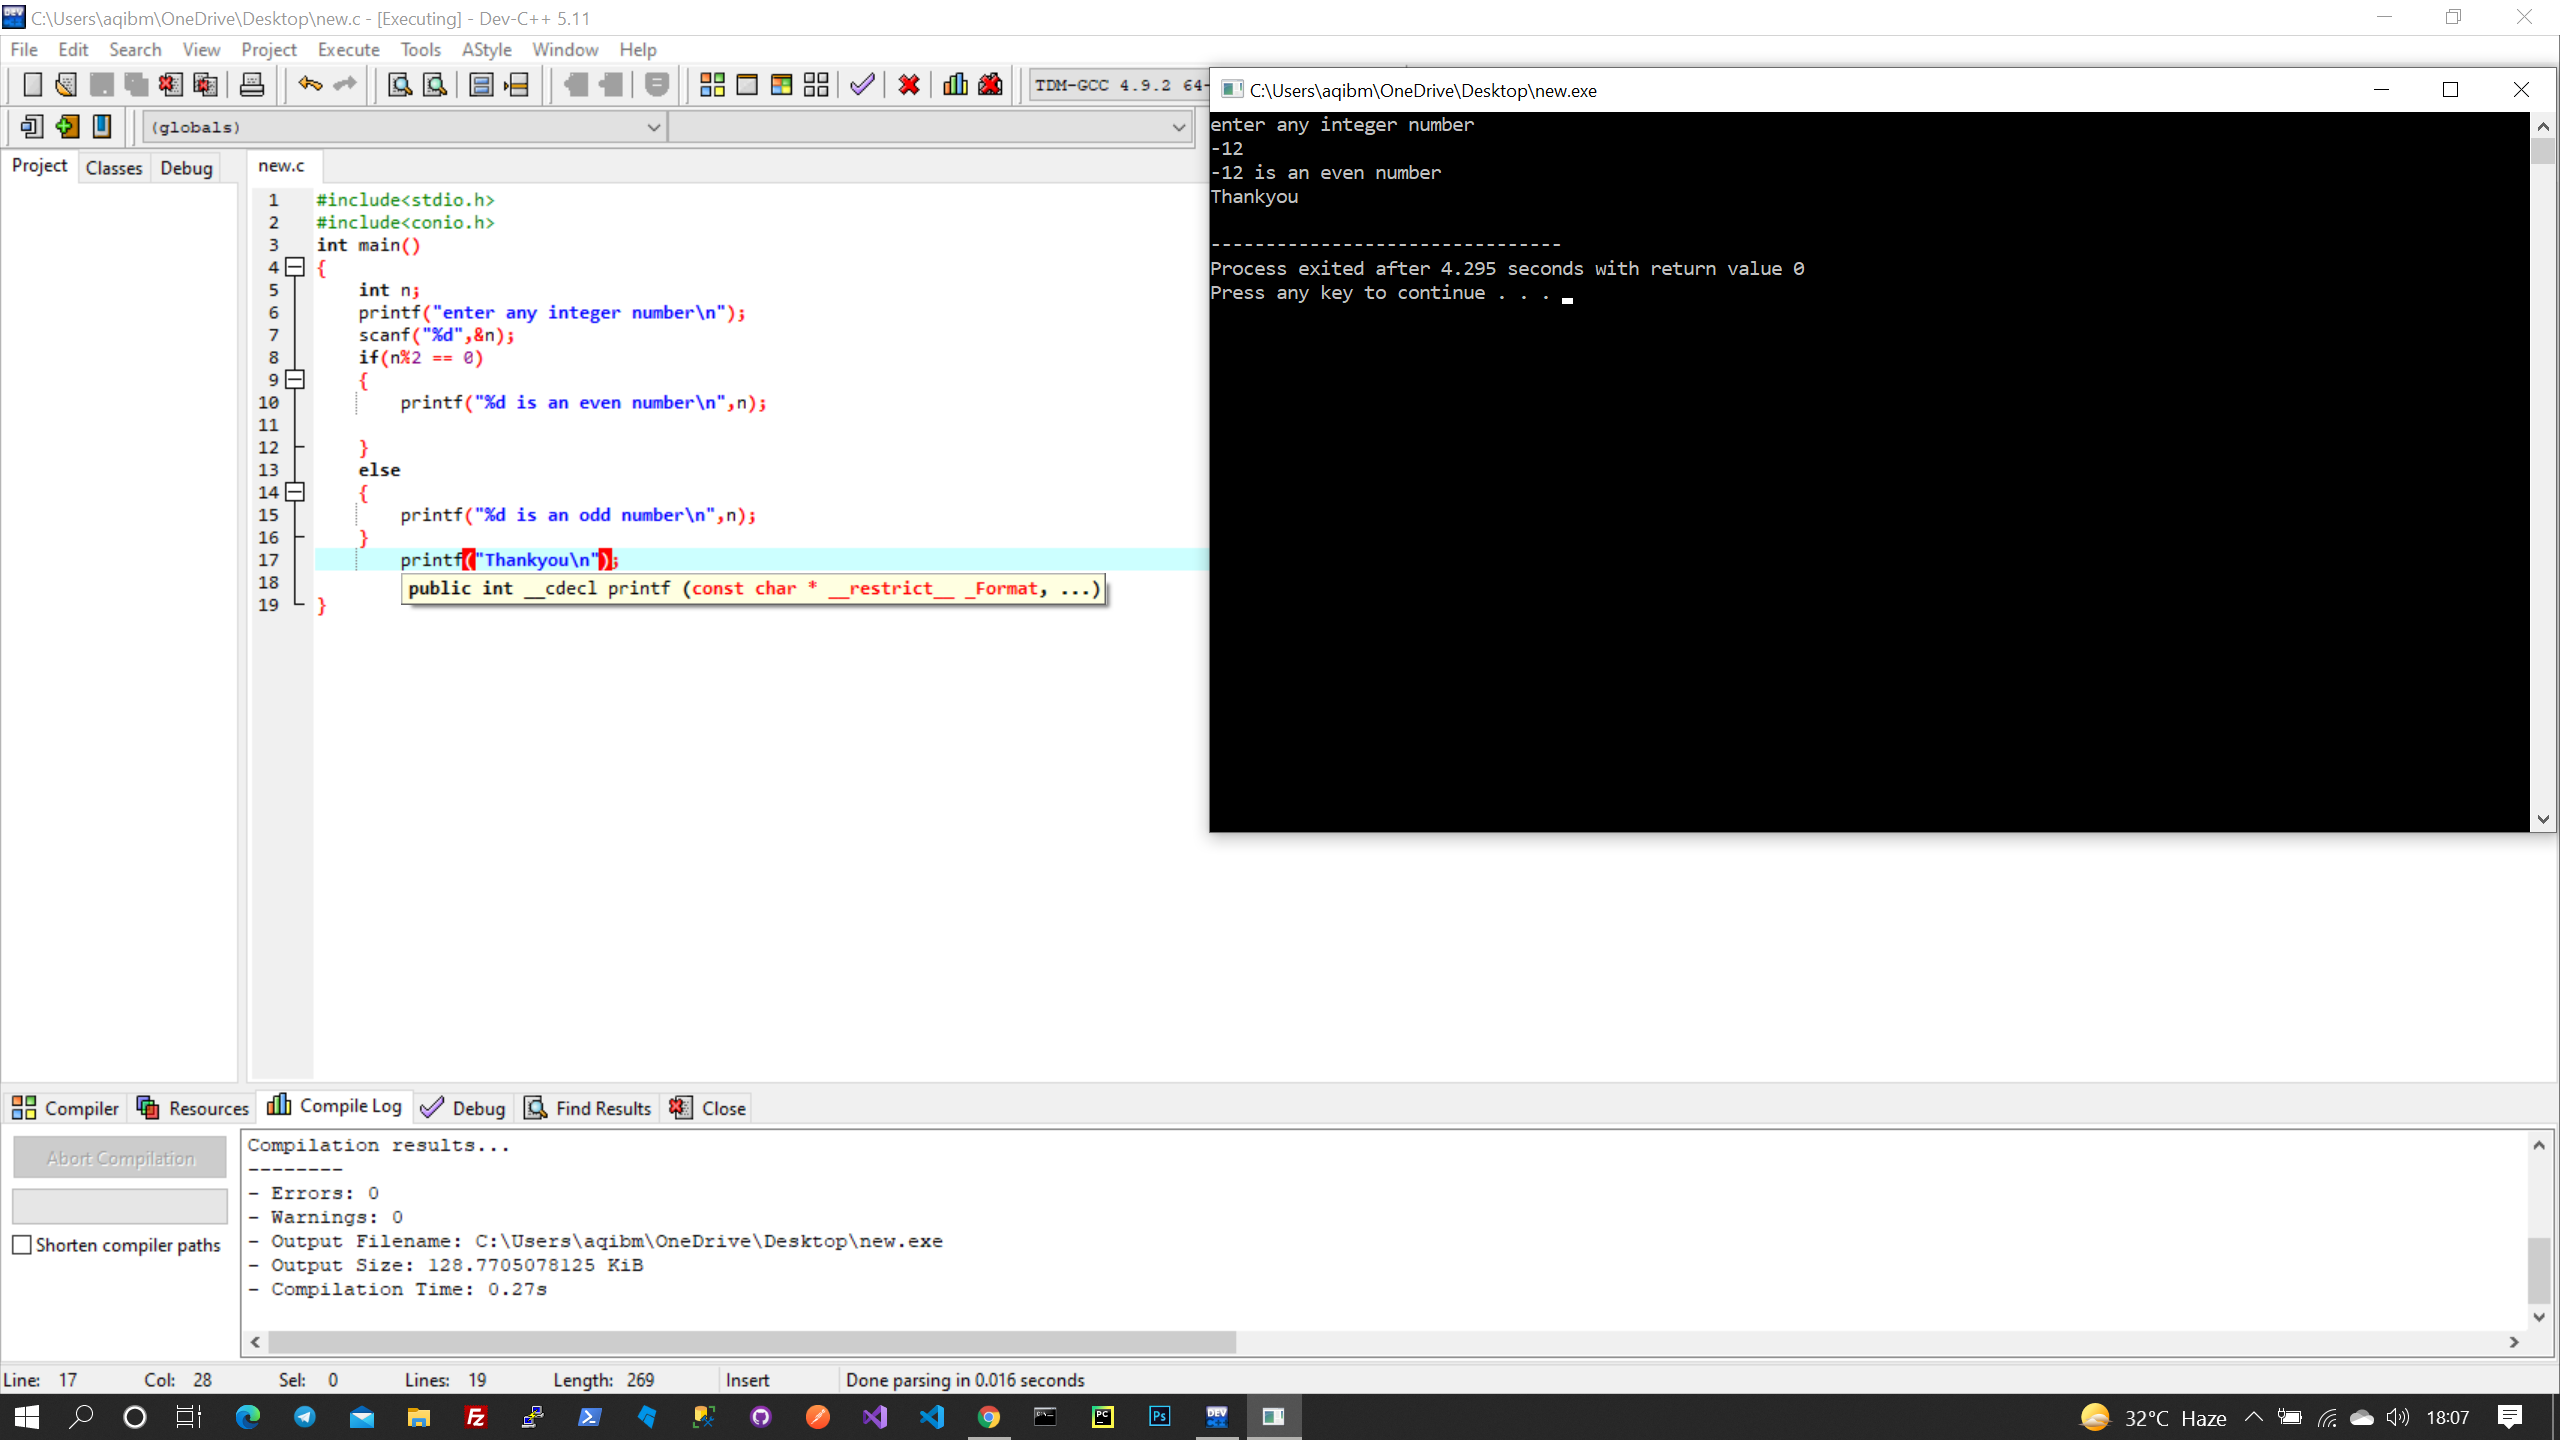 C:\Users\aqibm\OneDrive\Desktop\new.c - [Executing] - Dev-C++ 5.11
File Edit Search View Project Execute Tools AStyle Window Help
TDM-GCC 4.9.2 64-
(globals)
Project Classes Debug
new.c
1 #include<stdio.h>
2 #include<conio.h>
3 int main()
4 {
5 int n;
6 printf("enter any integer number\n");
7 scanf("%d",&n);
8 if(n%2 == 0)
9 {
10 printf("%d is an even number\n",n);
11
12 }
13 else
14 {
15 printf("%d is an odd number\n",n);
16 }
17 printf("Thankyou\n");
18
public int __cdecl printf (const char * __restrict__ _Format, ...)
19 }
C:\Users\aqibm\OneDrive\Desktop\new.exe
enter any integer number
-12
-12 is an even number
Thankyou
--------------------------------
Process exited after 4.295 seconds with return value 0
Press any key to continue . . .
Compiler Resources Compile Log Debug Find Results Close
Abort Compilation
Shorten compiler paths
Compilation results...
--------
- Errors: 0
- Warnings: 0
- Output Filename: C:\Users\aqibm\OneDrive\Desktop\new.exe
- Output Size: 128.7705078125 KiB
- Compilation Time: 0.27s
Line: 17 Col: 28 Sel: 0 Lines: 19 Length: 269 Insert Done parsing in 0.016 seconds
32°C Haze 18:07